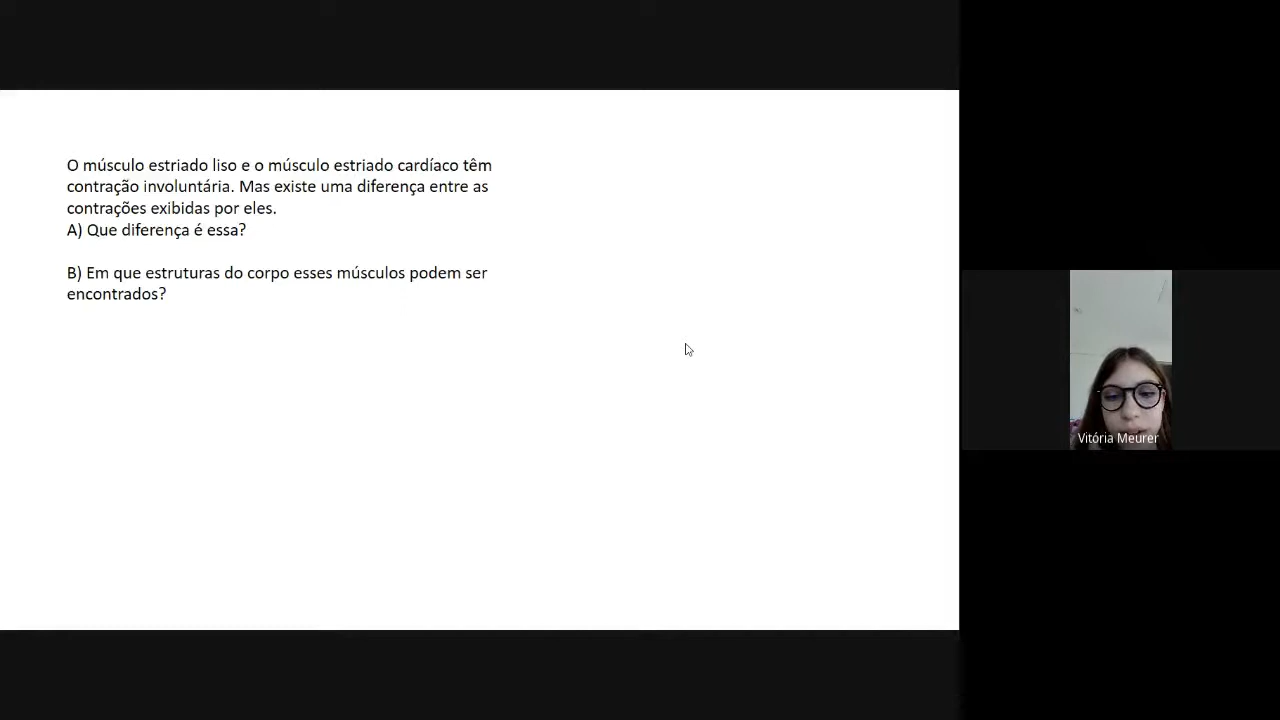 O músculo estriado liso e o músculo estriado cardíaco têm
contração involuntária. Mas existe uma diferença entre as
contrações exibidas por eles.
A) Que diferença é essa?
B) Em que estruturas do corpo esses músculos podem ser
encontrados?
Vitória Meurer